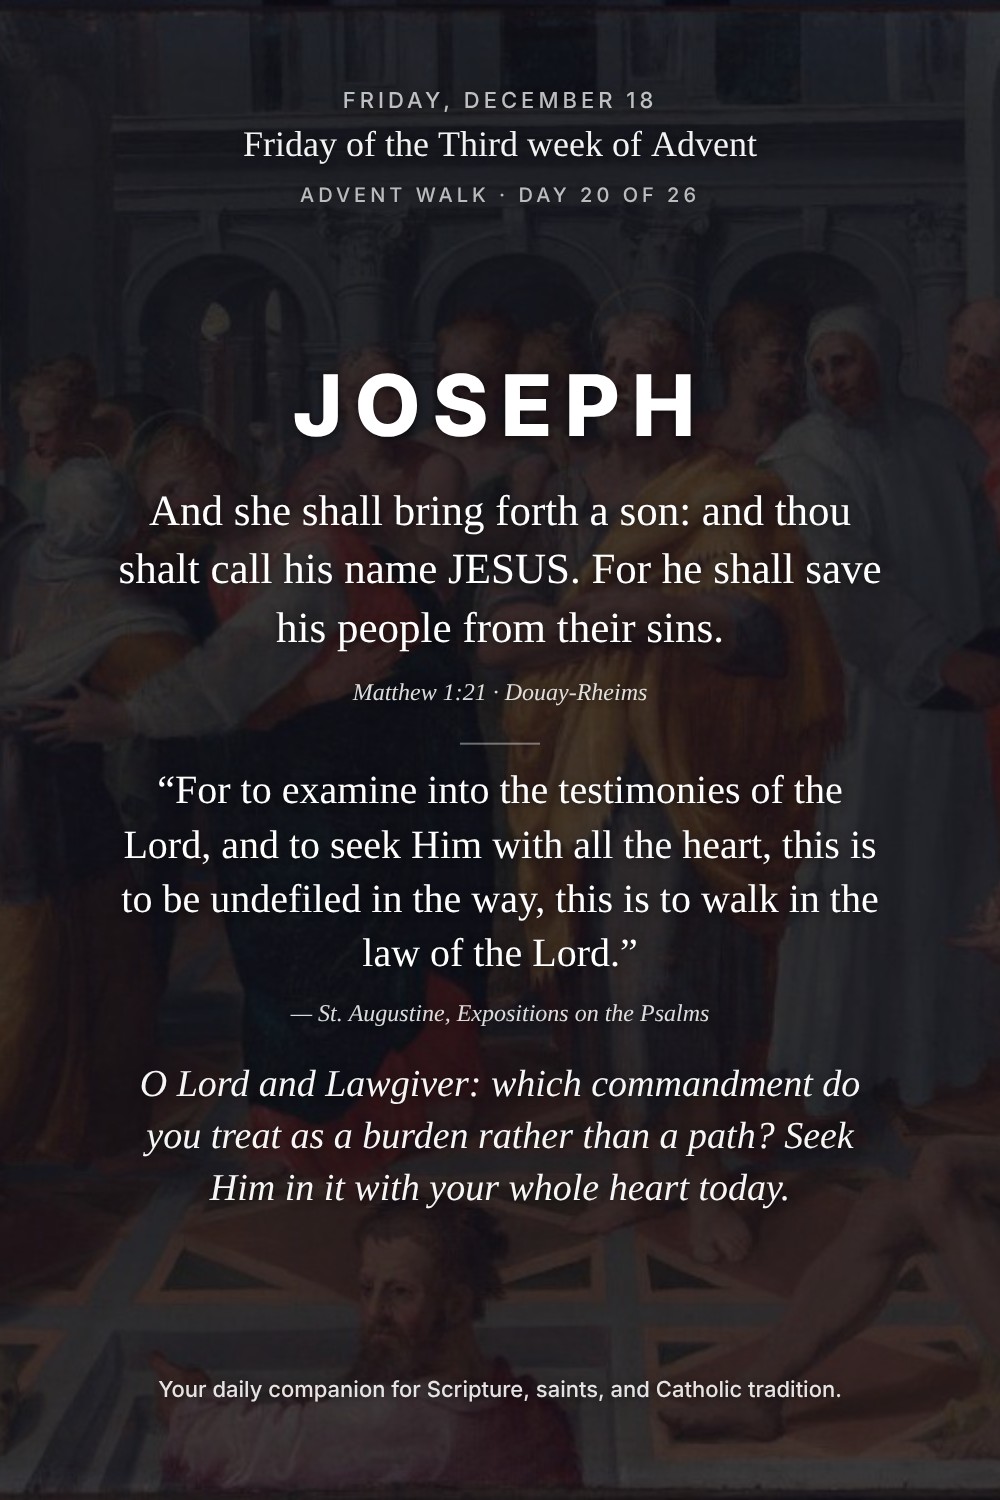 FRIDAY, DECEMBER 18
Friday of the Third week of Advent
ADVENT WALK · DAY 20 OF 26
JOSEPH
And she shall bring forth a son: and thou
shalt call his name JESUS. For he shall save
his people from their sins.
Matthew 1:21 · Douay-Rheims
“For to examine into the testimonies of the
Lord, and to seek Him with all the heart, this is
to be undefiled in the way, this is to walk in the
law of the Lord.”
— St. Augustine, Expositions on the Psalms
O Lord and Lawgiver: which commandment do
you treat as a burden rather than a path? Seek
Him in it with your whole heart today.
Your daily companion for Scripture, saints, and Catholic tradition.